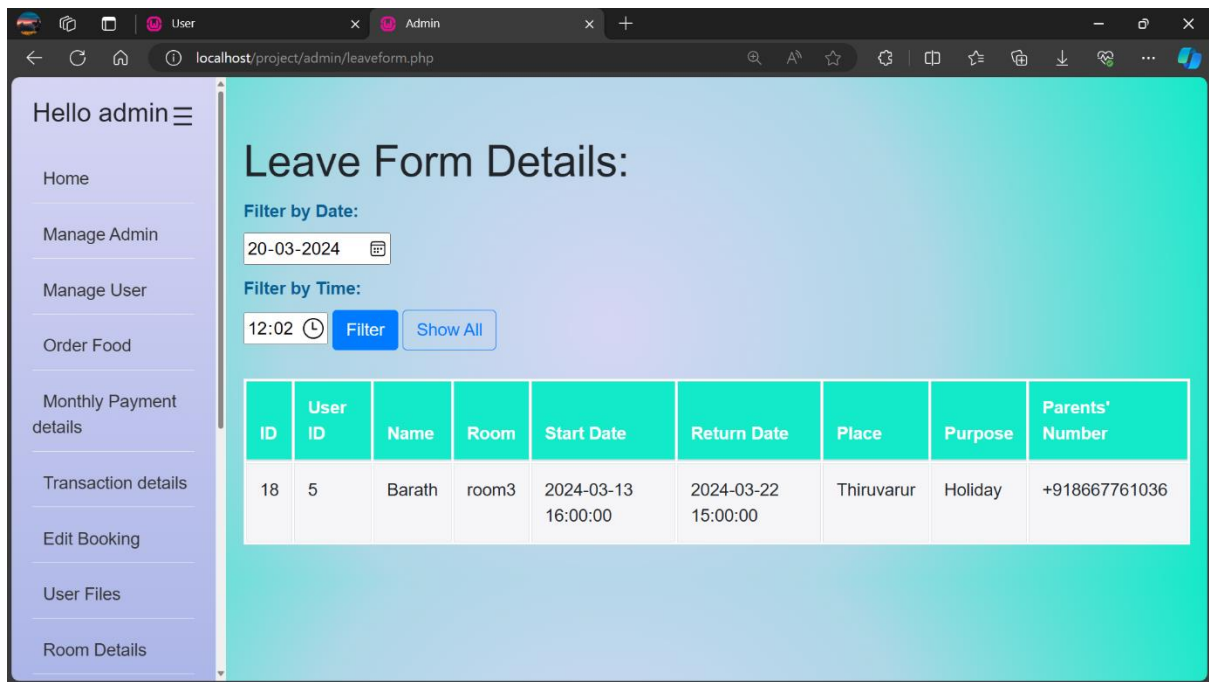 User
Admin
localhost/project/admin/leaveform.php
Hello admin
Home
Manage Admin
Manage User
Order Food
Monthly Payment
details
Transaction details
Edit Booking
User Files
Room Details
Leave Form Details:
Filter by Date:
20-03-2024
Filter by Time:
12:02 Filter Show All
ID User ID Name Room Start Date Return Date Place Purpose Parents' Number
18 5 Barath room3 2024-03-13 2024-03-22 Thiruvarur Holiday +918667761036
16:00:00 15:00:00